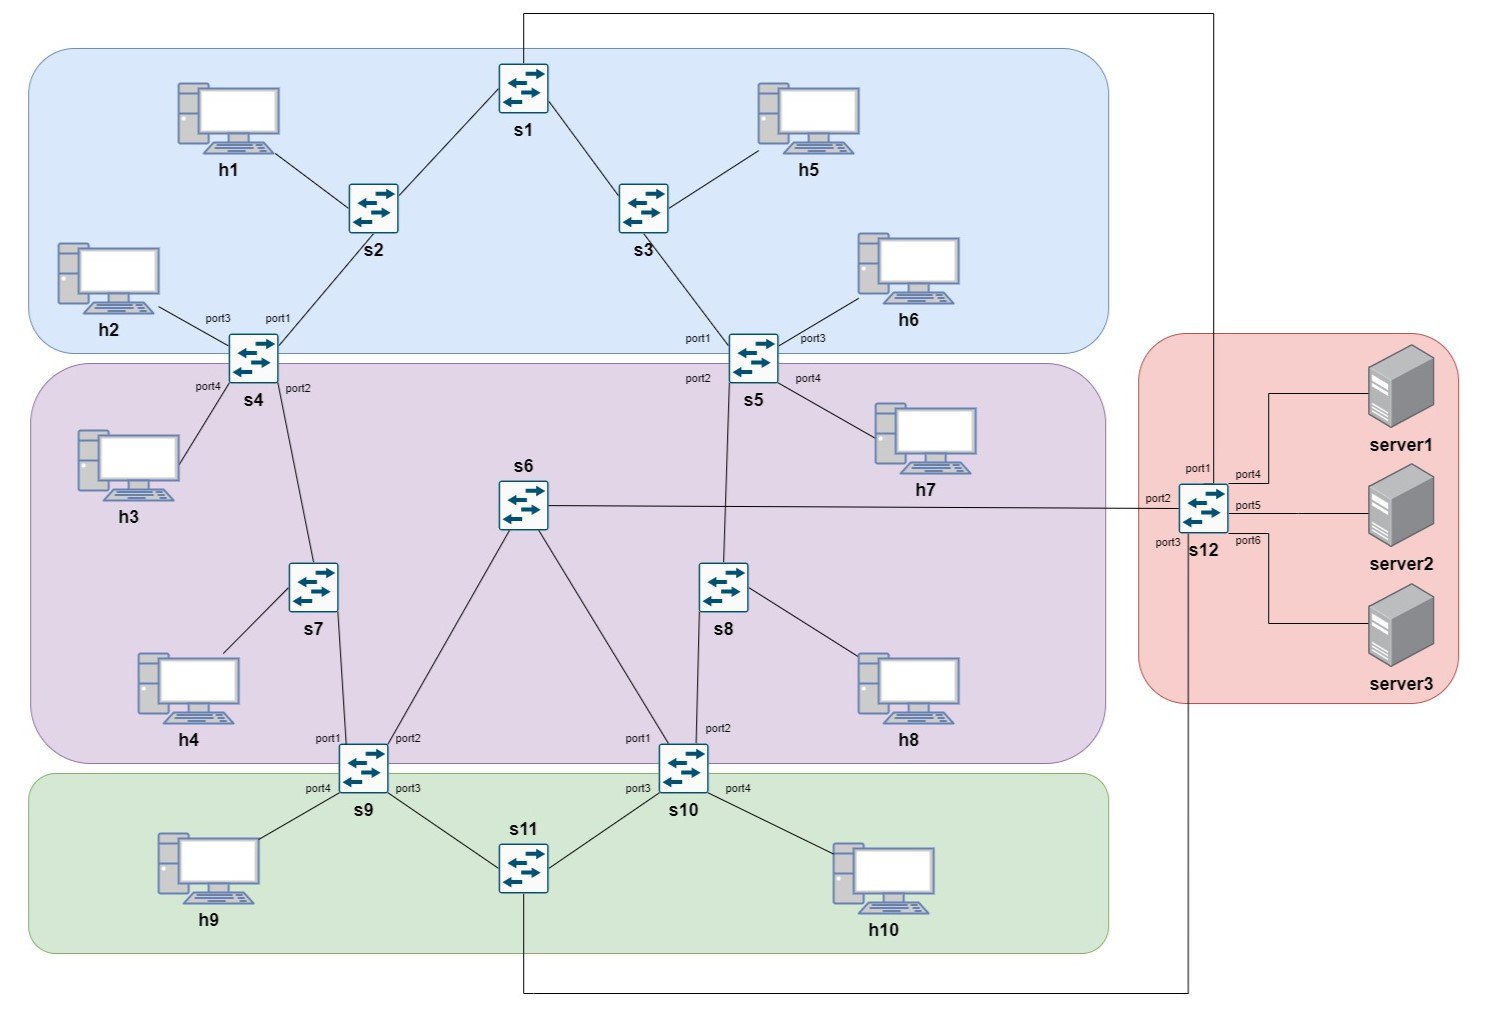 s1
h1
h5
s2
s3
h2
port3
port1
h6
port1
port3
port4
port2
s4
port2
port4
s5
server1
s6
port1
port4
h7
port2
port5
h3
port3
s12
port6
server2
s7
s8
server3
h4
h8
port1
port2
port1
port2
port4
port3
port3
port4
s9
s10
s11
h9
h10